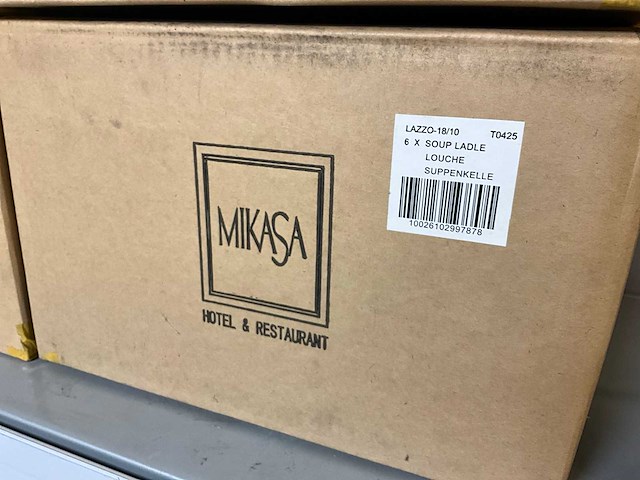 LAZZO-18/10 T0425
6 X SOUP LADLE
LOUCHE
SUPPENKELLE
10026102997878
MIKASA
HOTEL & RESTAURANT